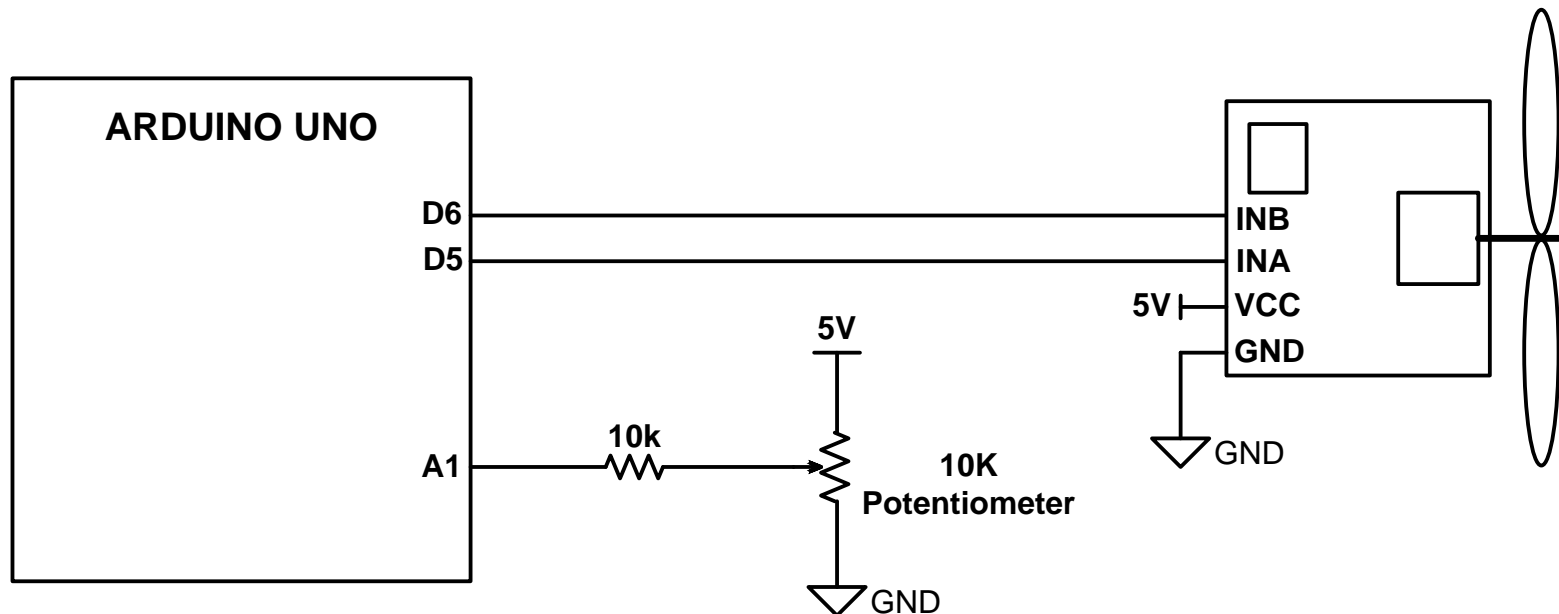 ARDUINO UNO
D6
D5
A1
10k
5V
10K
Potentiometer
GND
INB
INA
5V
VCC
GND
GND